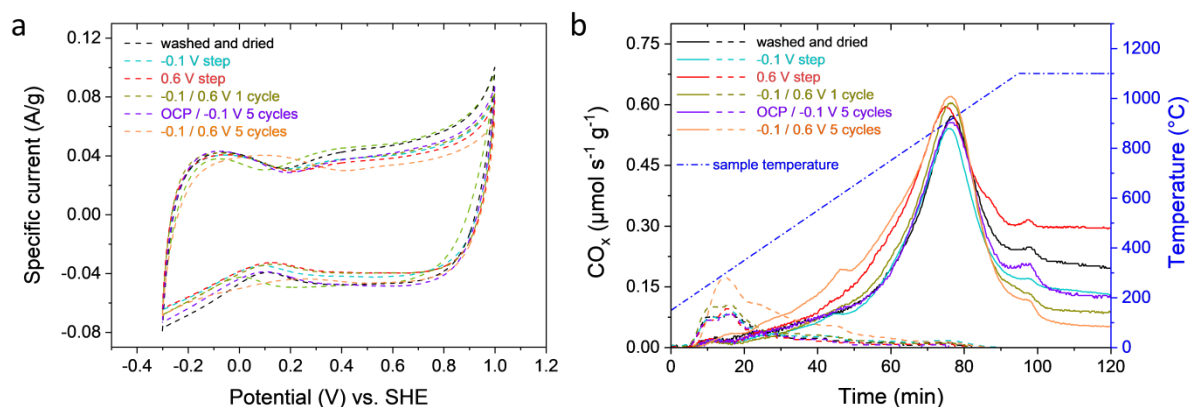 a
0.12
0.08
0.04
0.00
-0.04
-0.08
Specific current (A/g)
washed and dried
-0.1 V step
0.6 V step
-0.1 / 0.6 V 1 cycle
OCP / -0.1 V 5 cycles
-0.1 / 0.6 V 5 cycles
-0.4 -0.2 0.0 0.2 0.4 0.6 0.8 1.0 1.2
Potential (V) vs. SHE
b
0.75
0.60
0.45
0.30
0.15
0.00
COₓ (µmol s⁻¹ g⁻¹)
washed and dried
-0.1 V step
0.6 V step
-0.1 / 0.6 V 1 cycle
OCP / -0.1 V 5 cycles
-0.1 / 0.6 V 5 cycles
sample temperature
1200
1000
800
600
400
200
0
Temperature (°C)
0 20 40 60 80 100 120
Time (min)